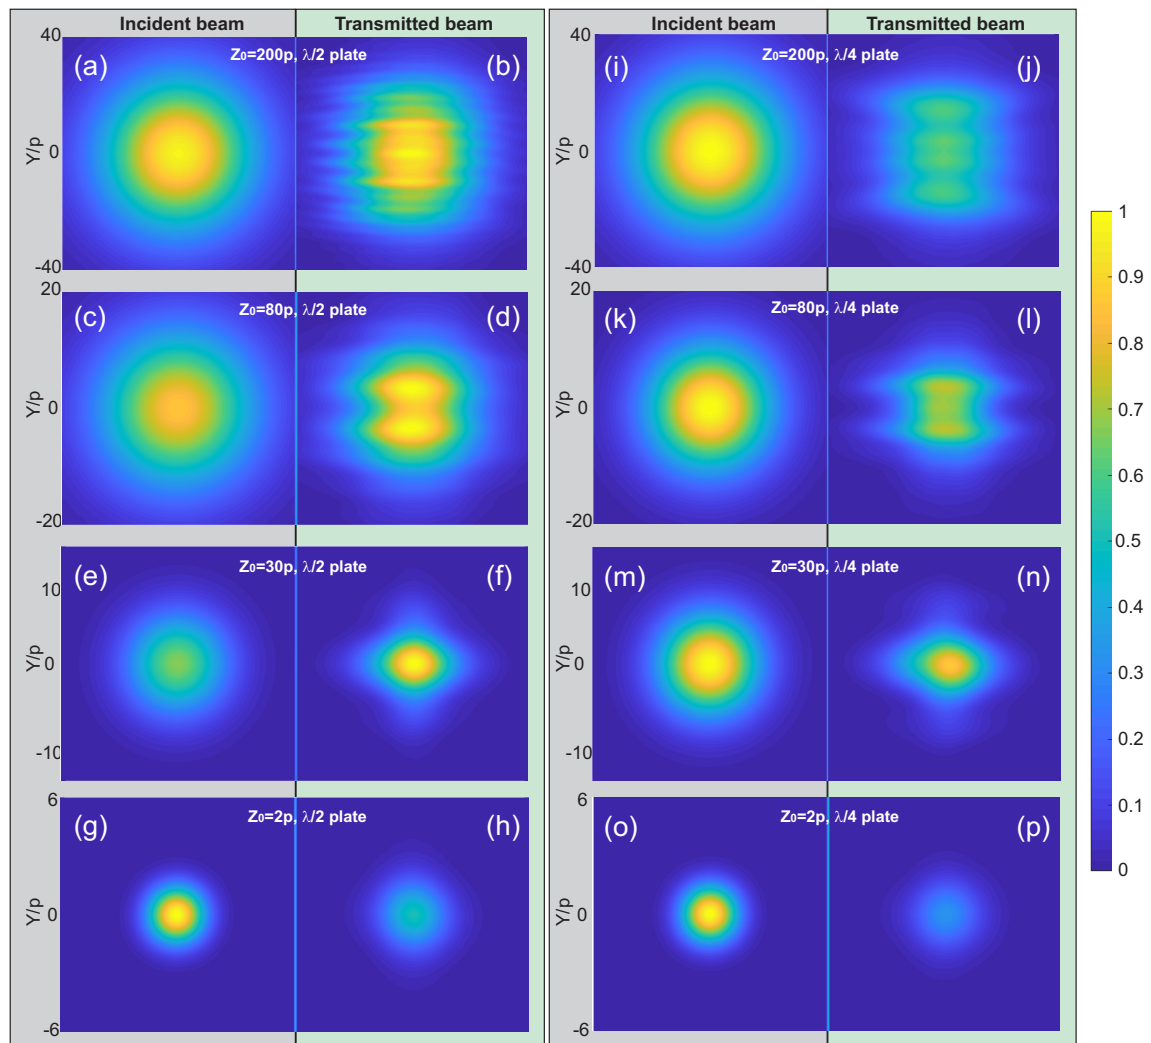 Incident beam Transmitted beam
Z0=200p, λ/2 plate
(a) (b)
40
Y/p 0
-40
Z0=80p, λ/2 plate
(c) (d)
20
Y/p 0
-20
Z0=30p, λ/2 plate
(e) (f)
10
Y/p 0
-10
Z0=2p, λ/2 plate
(g) (h)
6
Y/p 0
-6
Incident beam Transmitted beam
Z0=200p, λ/4 plate
(i) (j)
40
Y/p 0
-40
Z0=80p, λ/4 plate
(k) (l)
20
Y/p 0
-20
Z0=30p, λ/4 plate
(m) (n)
10
Y/p 0
-10
Z0=2p, λ/4 plate
(o) (p)
6
Y/p 0
-6
1
0.9
0.8
0.7
0.6
0.5
0.4
0.3
0.2
0.1
0